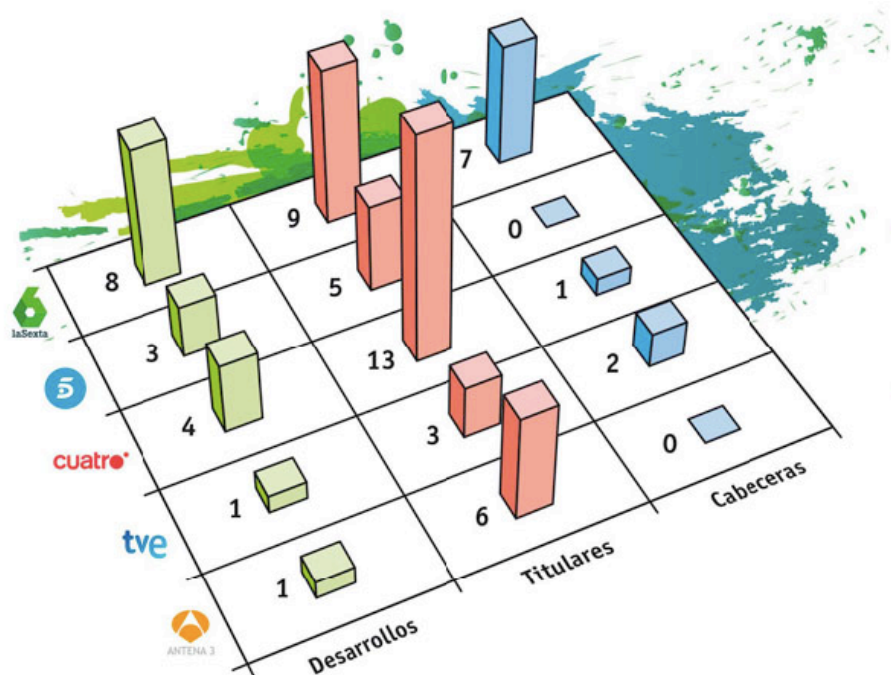 7
9
0
8
5
1
laSexta
3
13
2
5
4
3
0
cuatro
1
6
Cabeceras
tve
1
Titulares
ANTENA 3
Desarrollos